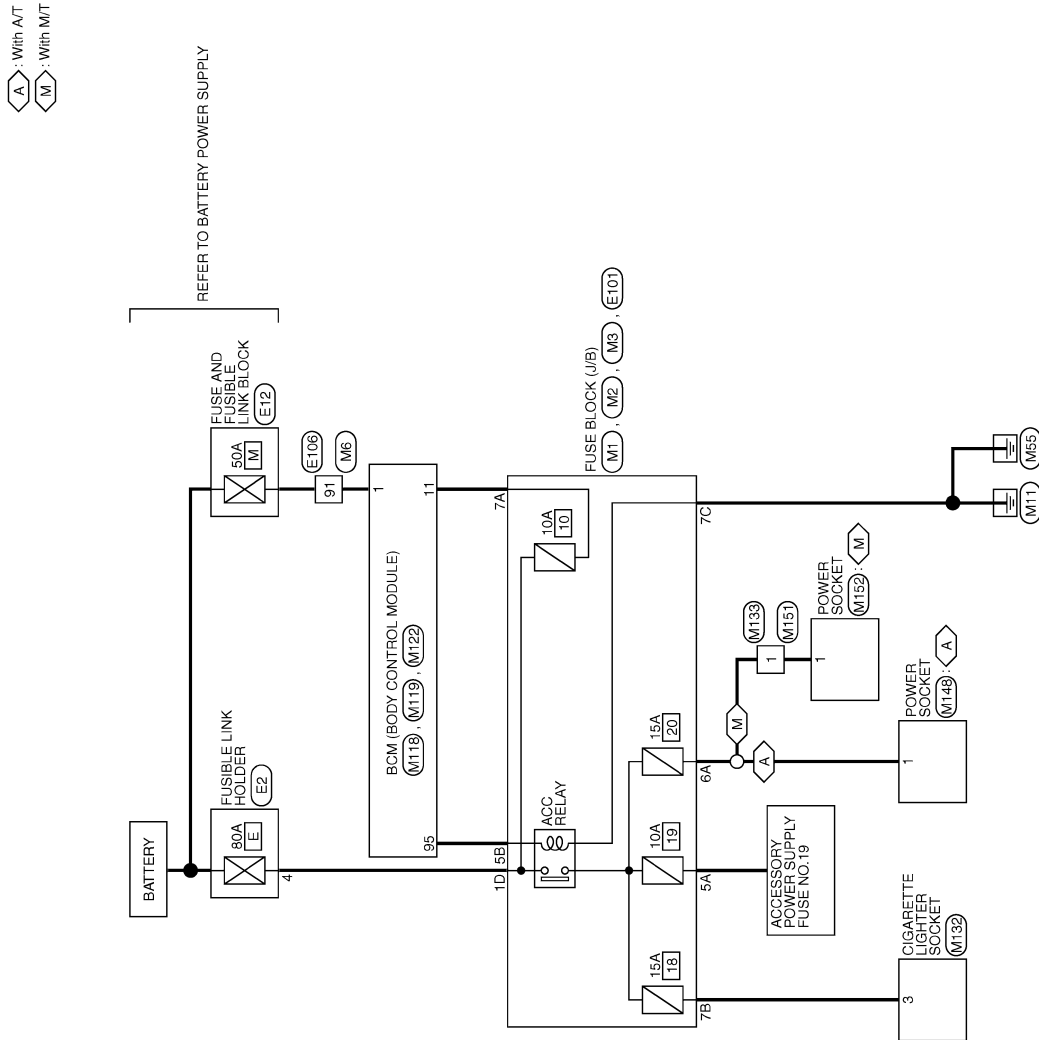 A : With A/T
M : With M/T
REFER TO BATTERY POWER SUPPLY
BATTERY
FUSIBLE LINK
HOLDER
E2
80A
E
4
FUSE AND
FUSIBLE
LINK BLOCK
E12
50A
M
91
E106
M6
BCM (BODY CONTROL MODULE)
M118 , M119 , M122
1
95
11
FUSE BLOCK (J/B)
M1 , M2 , M3 , E101
1D
5B
7A
ACC
RELAY
10A
10
15A
18
10A
19
15A
20
7B
5A
6A
7C
M
A
1
M133
M151
POWER
SOCKET
M152 : M
1
ACCESSORY
POWER SUPPLY
FUSE NO.19
CIGARETTE
LIGHTER
SOCKET
M132
3
POWER
SOCKET
M148 : A
1
M11
M55